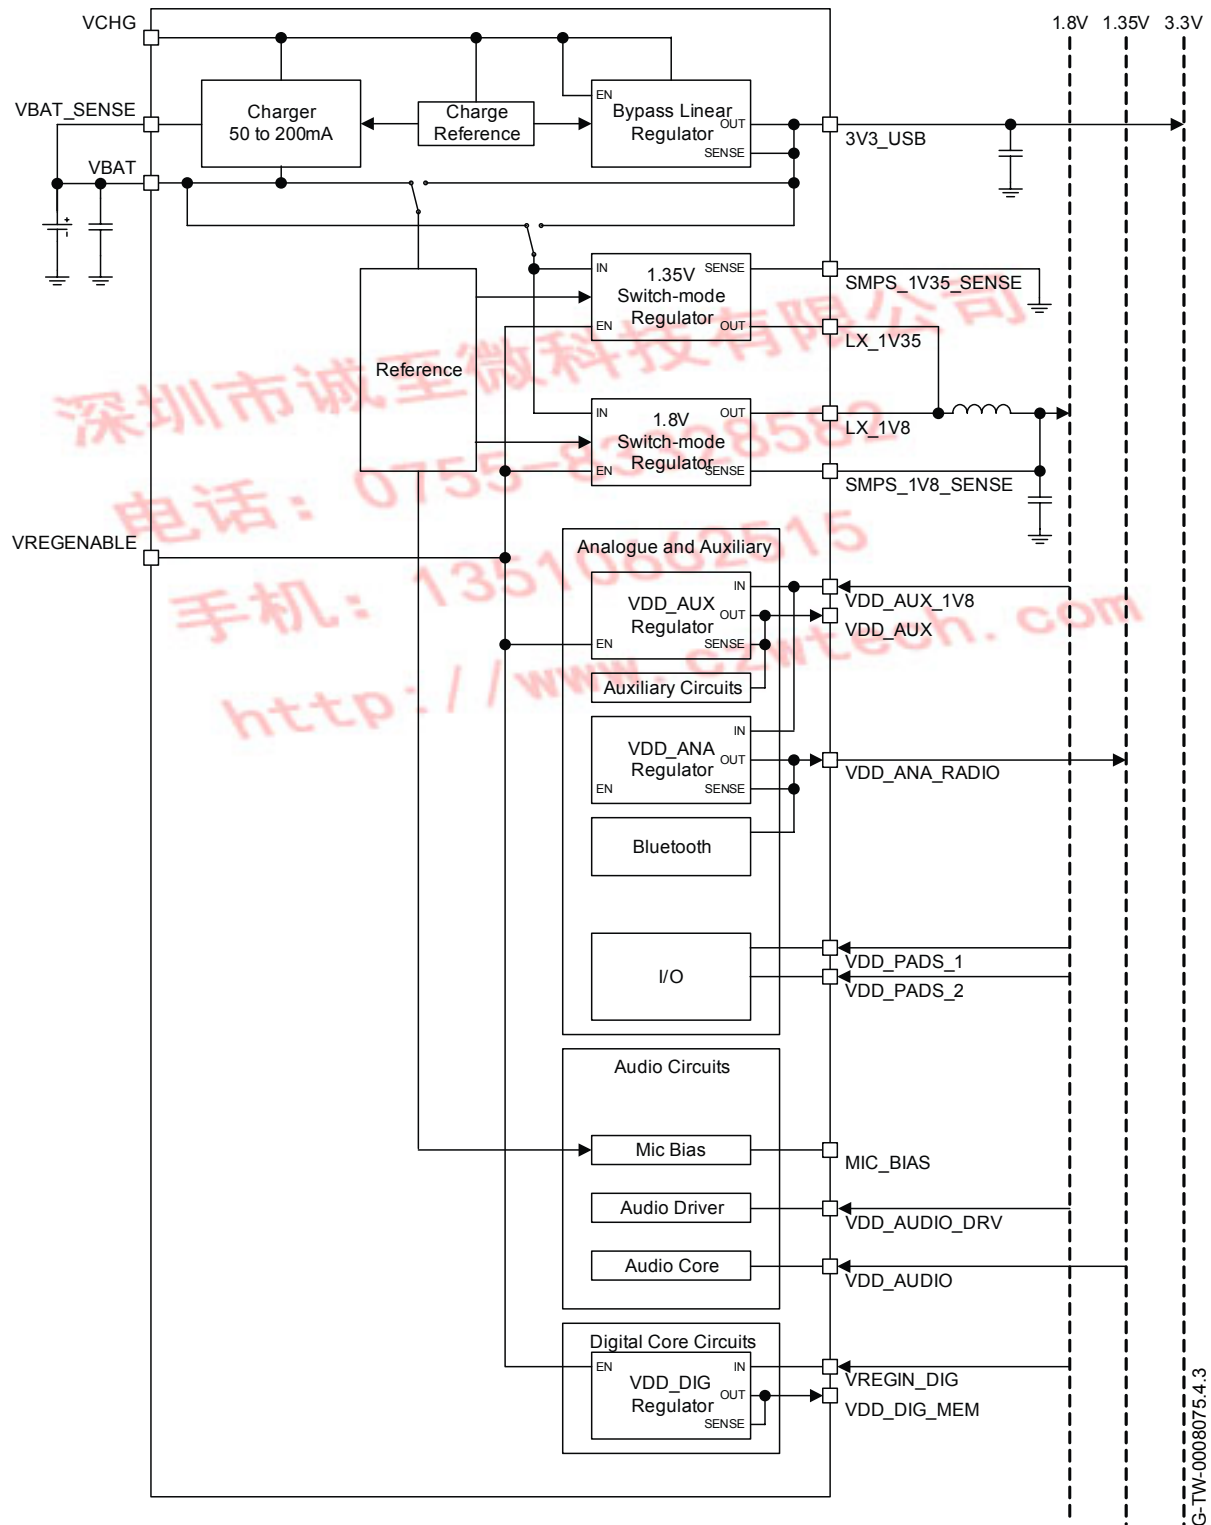 VCHG
1.8V 1.35V 3.3V
VBAT_SENSE
VBAT
Charger
50 to 200mA
Charge
Reference
EN
Bypass Linear
Regulator
OUT
SENSE
3V3_USB
+
-
Reference
IN
1.35V
Switch-mode
Regulator
SENSE
EN
OUT
SMPS_1V35_SENSE
LX_1V35
IN
1.8V
Switch-mode
Regulator
OUT
EN
SENSE
LX_1V8
SMPS_1V8_SENSE
深圳市诚至微科技有限公司
电话：0755-83328582
手机：13510662515
http://www.czwtech.com
VREGENABLE
Analogue and Auxiliary
IN
VDD_AUX
Regulator
OUT
EN
SENSE
VDD_AUX_1V8
VDD_AUX
Auxiliary Circuits
IN
VDD_ANA
Regulator
OUT
EN
SENSE
VDD_ANA_RADIO
Bluetooth
I/O
VDD_PADS_1
VDD_PADS_2
Audio Circuits
Mic Bias
MIC_BIAS
Audio Driver
VDD_AUDIO_DRV
Audio Core
VDD_AUDIO
Digital Core Circuits
EN
IN
VDD_DIG
Regulator
OUT
SENSE
VREGIN_DIG
VDD_DIG_MEM
G-TW-0008075.4.3